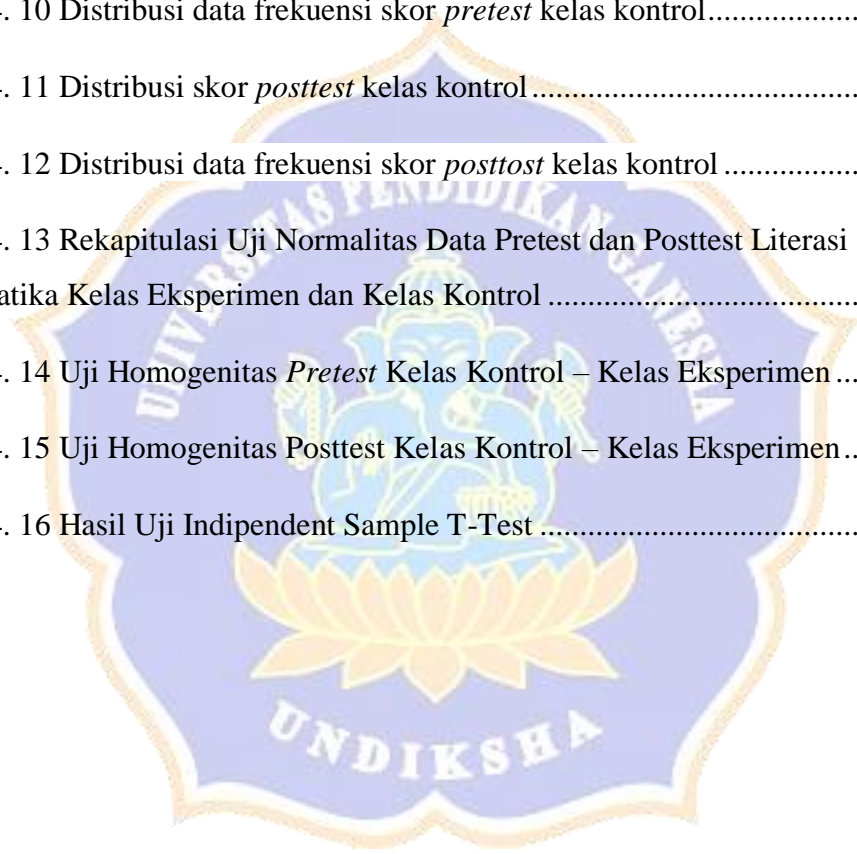 . 10 Distribusi data frekuensi skor pretest kelas kontrol......................
. 11 Distribusi skor posttest kelas kontrol..............................................
. 12 Distribusi data frekuensi skor posttost kelas kontrol....................
. 13 Rekapitulasi Uji Normalitas Data Pretest dan Posttest Literasi
atika Kelas Eksperimen dan Kelas Kontrol............................................
. 14 Uji Homogenitas Pretest Kelas Kontrol – Kelas Eksperimen...
. 15 Uji Homogenitas Posttest Kelas Kontrol – Kelas Eksperimen..
. 16 Hasil Uji Indipendent Sample T-Test.............................................
UNIVERSITAS PENDIDIKAN GANESHA
UNDIKSHA